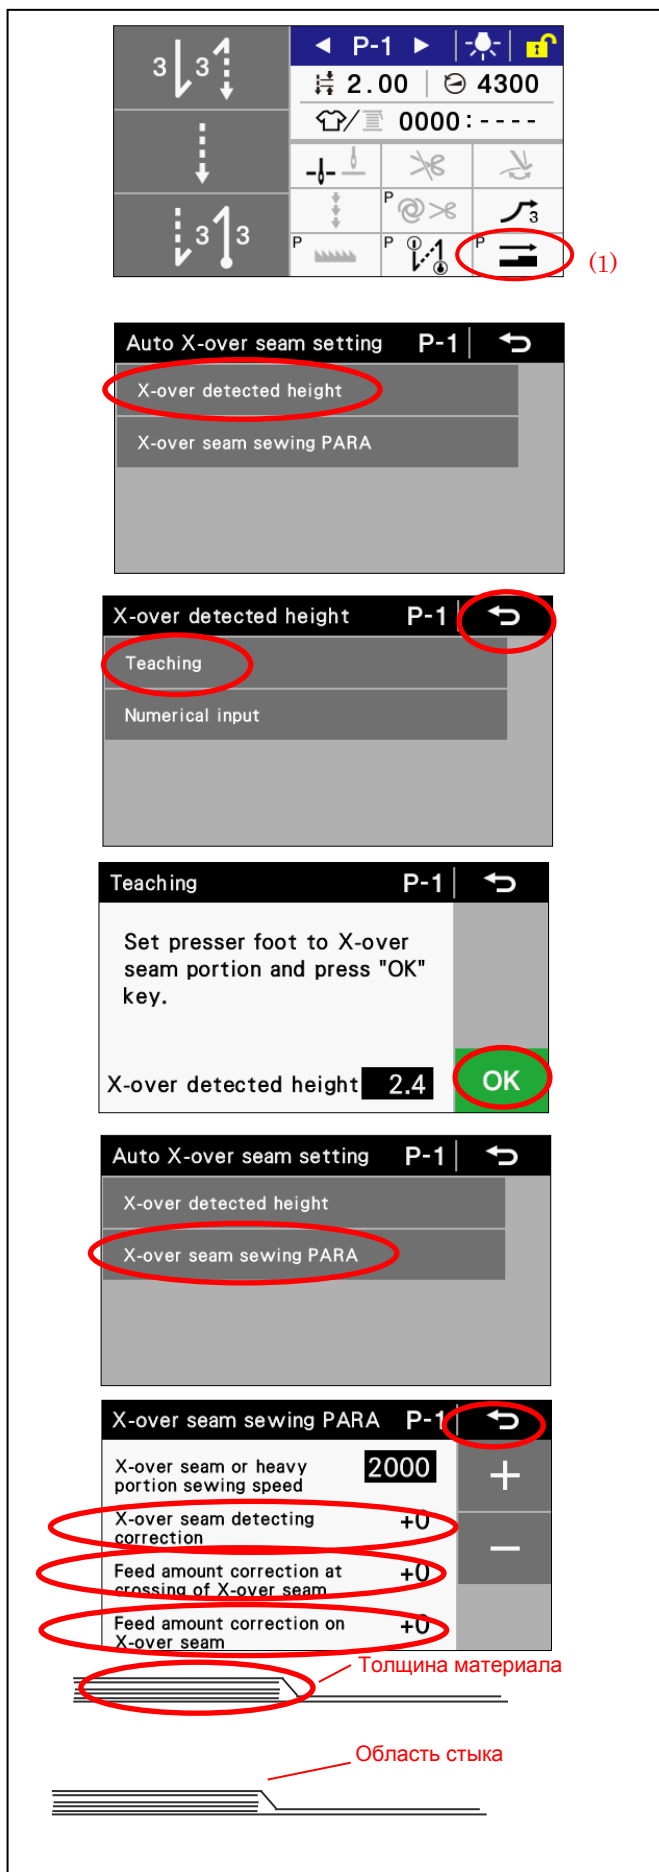 3 3
◄ P-1 ►
2.00 4300
0000:----
P
3
3 3
P P P
(1)
Auto X-over seam setting P-1
X-over detected height
X-over seam sewing PARA
X-over detected height P-1
Teaching
Numerical input
Teaching P-1
Set presser foot to X-over
seam portion and press "OK"
key.
X-over detected height 2.4 OK
Auto X-over seam setting P-1
X-over detected height
X-over seam sewing PARA
X-over seam sewing PARA P-1
X-over seam or heavy
portion sewing speed 2000 +
X-over seam detecting
correction +0 −
Feed amount correction at
crossing of X-over seam +0
Feed amount correction on
X-over seam +0
Толщина материала
Область стыка